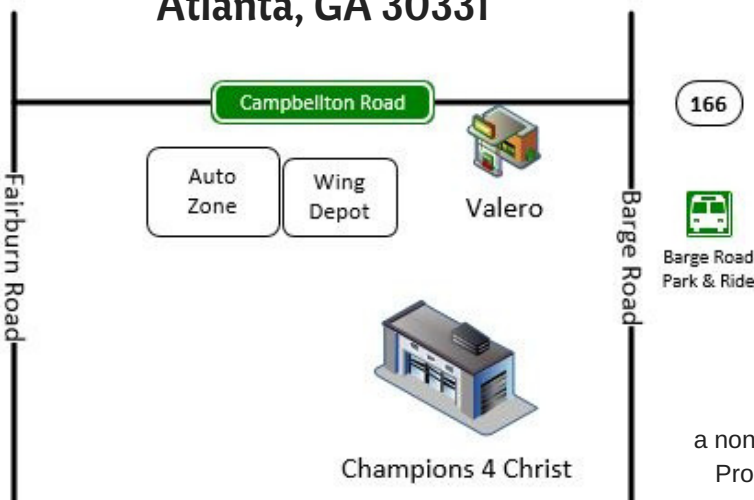 Atlanta, GA 30331
Campbellton Road
166
Auto
Zone
Wing
Depot
Valero
Fairburn Road
Barge Road
Barge Road
Park & Ride
Champions 4 Christ
a non
Pro